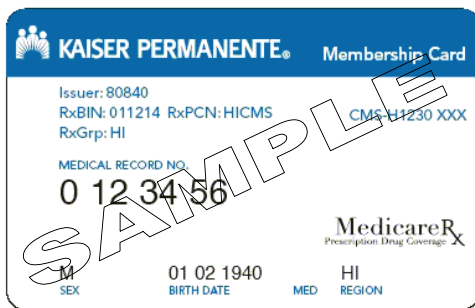 KAISER PERMANENTE® Membership Card
Issuer: 80840
RxBIN: 011214 RxPCN: HICMS CMS-H1230 XXX
RxGrp: HI
MEDICAL RECORD NO.
0 12 34 56
SAMPLE
MedicareRx
Prescription Drug Coverage
M 01 02 1940 HI
SEX BIRTH DATE MED REGION